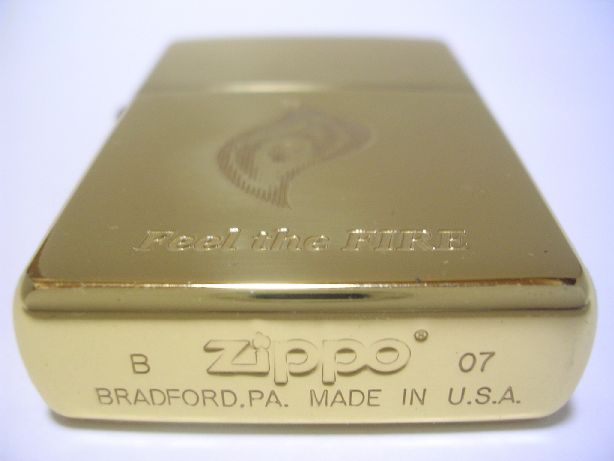 Feel the FIRE
B zippo® 07
BRADFORD,PA. MADE IN U.S.A.